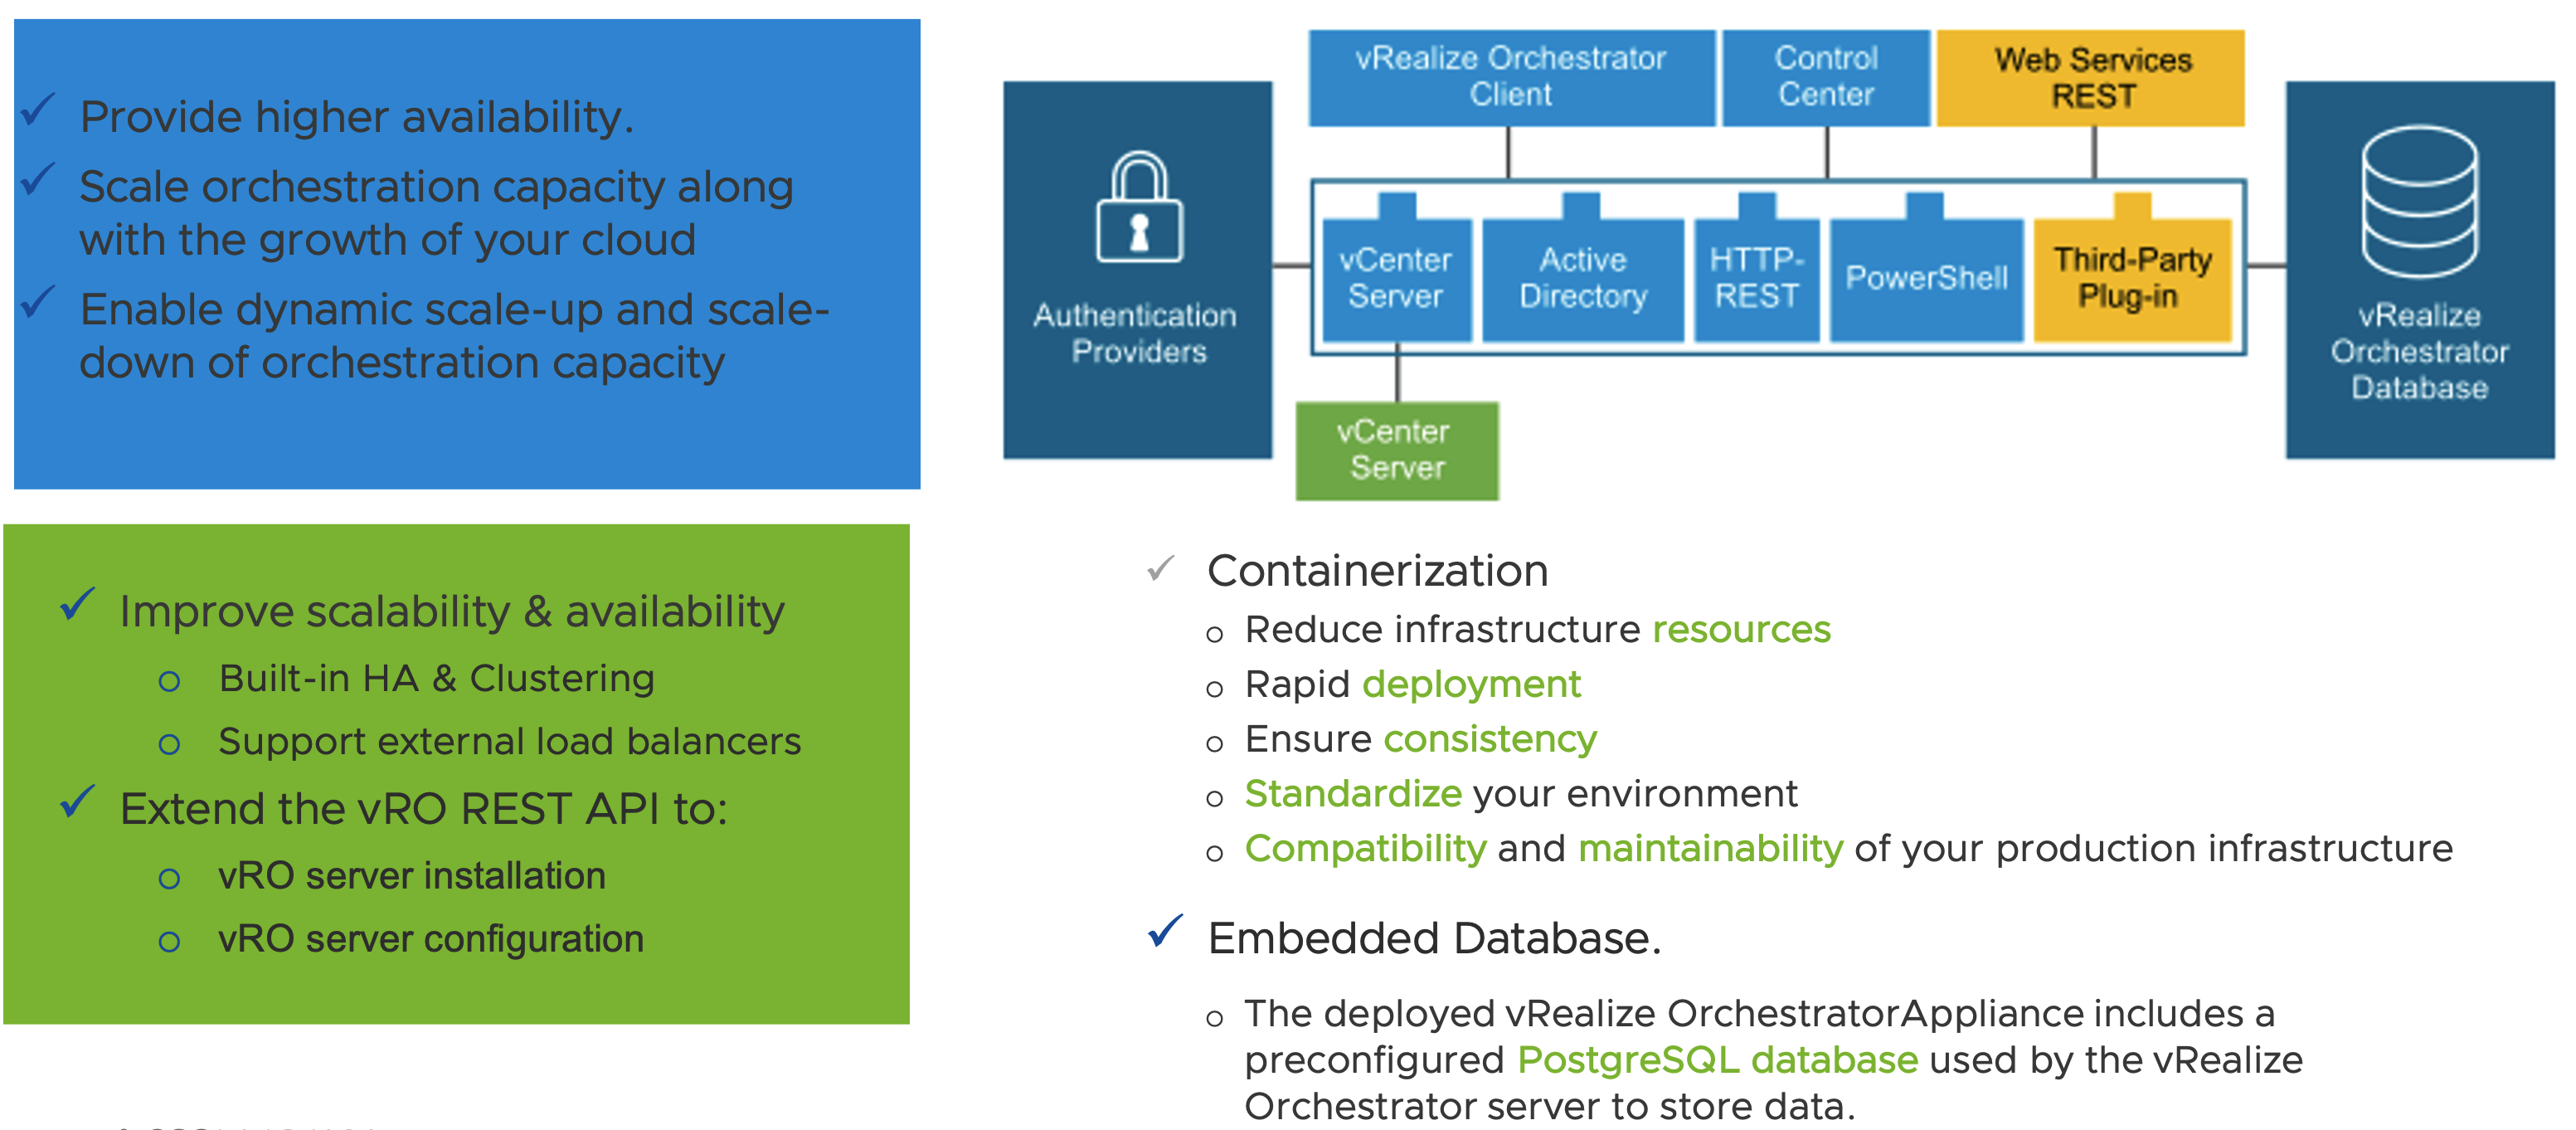 Provide higher availability.
Scale orchestration capacity along
with the growth of your cloud
Enable dynamic scale-up and scale-
down of orchestration capacity
Improve scalability & availability
Built-in HA & Clustering
Support external load balancers
Extend the vRO REST API to:
vRO server installation
vRO server configuration
vRealize Orchestrator
Client
Control
Center
Web Services
REST
Authentication
Providers
vCenter
Server
Active
Directory
HTTP-
REST
PowerShell
Third-Party
Plug-in
vRealize
Orchestrator
Database
vCenter
Server
Containerization
Reduce infrastructure resources
Rapid deployment
Ensure consistency
Standardize your environment
Compatibility and maintainability of your production infrastructure
Embedded Database.
The deployed vRealize OrchestratorAppliance includes a
preconfigured PostgreSQL database used by the vRealize
Orchestrator server to store data.